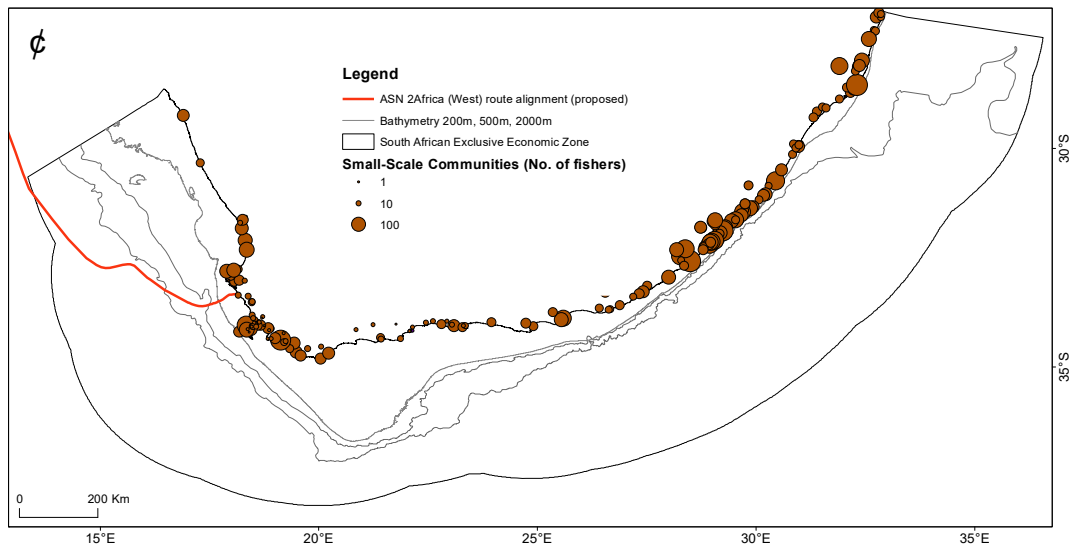 ¢
Legend
ASN 2Africa (West) route alignment (proposed)
Bathymetry 200m, 500m, 2000m
South African Exclusive Economic Zone
Small-Scale Communities (No. of fishers)
1
10
100
30°S
35°S
0 200 Km
15°E 20°E 25°E 30°E 35°E